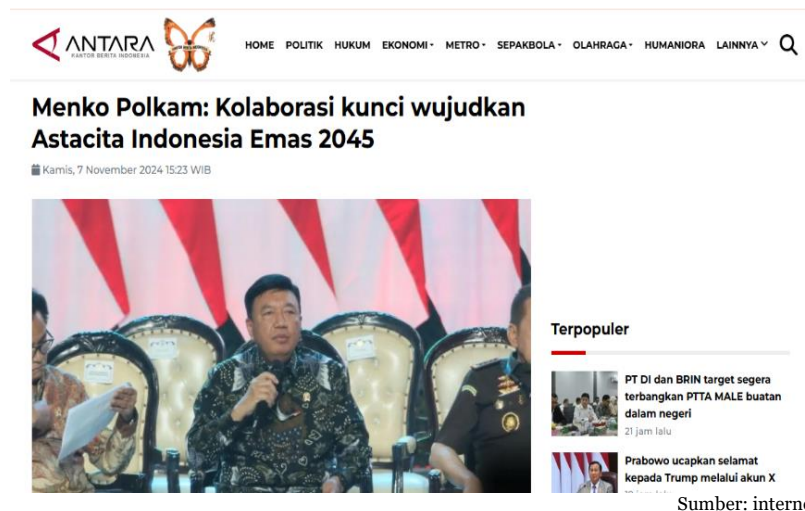 ANTARA
KANTOR BERITA INDONESIA
HOME POLITIK HUKUM EKONOMI METRO SEPAKBOLA OLAHRAGA HUMANIORA LAINNYA
Menko Polkam: Kolaborasi kunci wujudkan
Astacita Indonesia Emas 2045
Kamis, 7 November 2024 15:23 WIB
Terpopuler
PT DI dan BRIN target segera
terbangkan PTTA MALE buatan
dalam negeri
21 jam lalu
Prabowo ucapkan selamat
kepada Trump melalui akun X
Sumber: interne